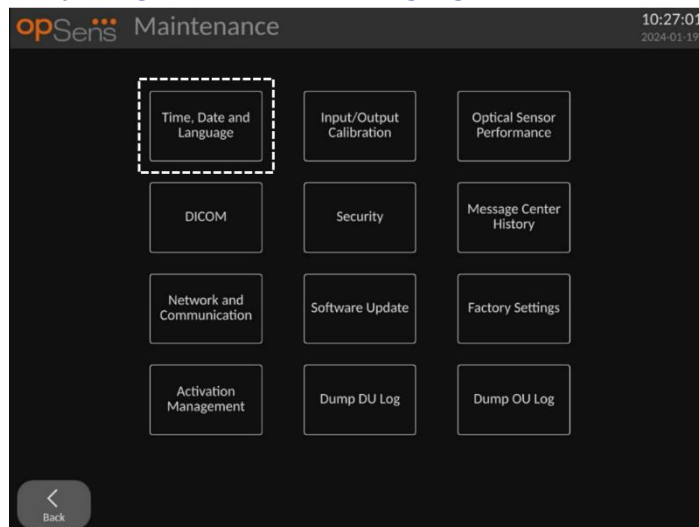 opSens Maintenance
10:27:01
2024-01-19
Time, Date and
Language
Input/Output
Calibration
Optical Sensor
Performance
DICOM
Security
Message Center
History
Network and
Communication
Software Update
Factory Settings
Activation
Management
Dump DU Log
Dump OU Log
Back